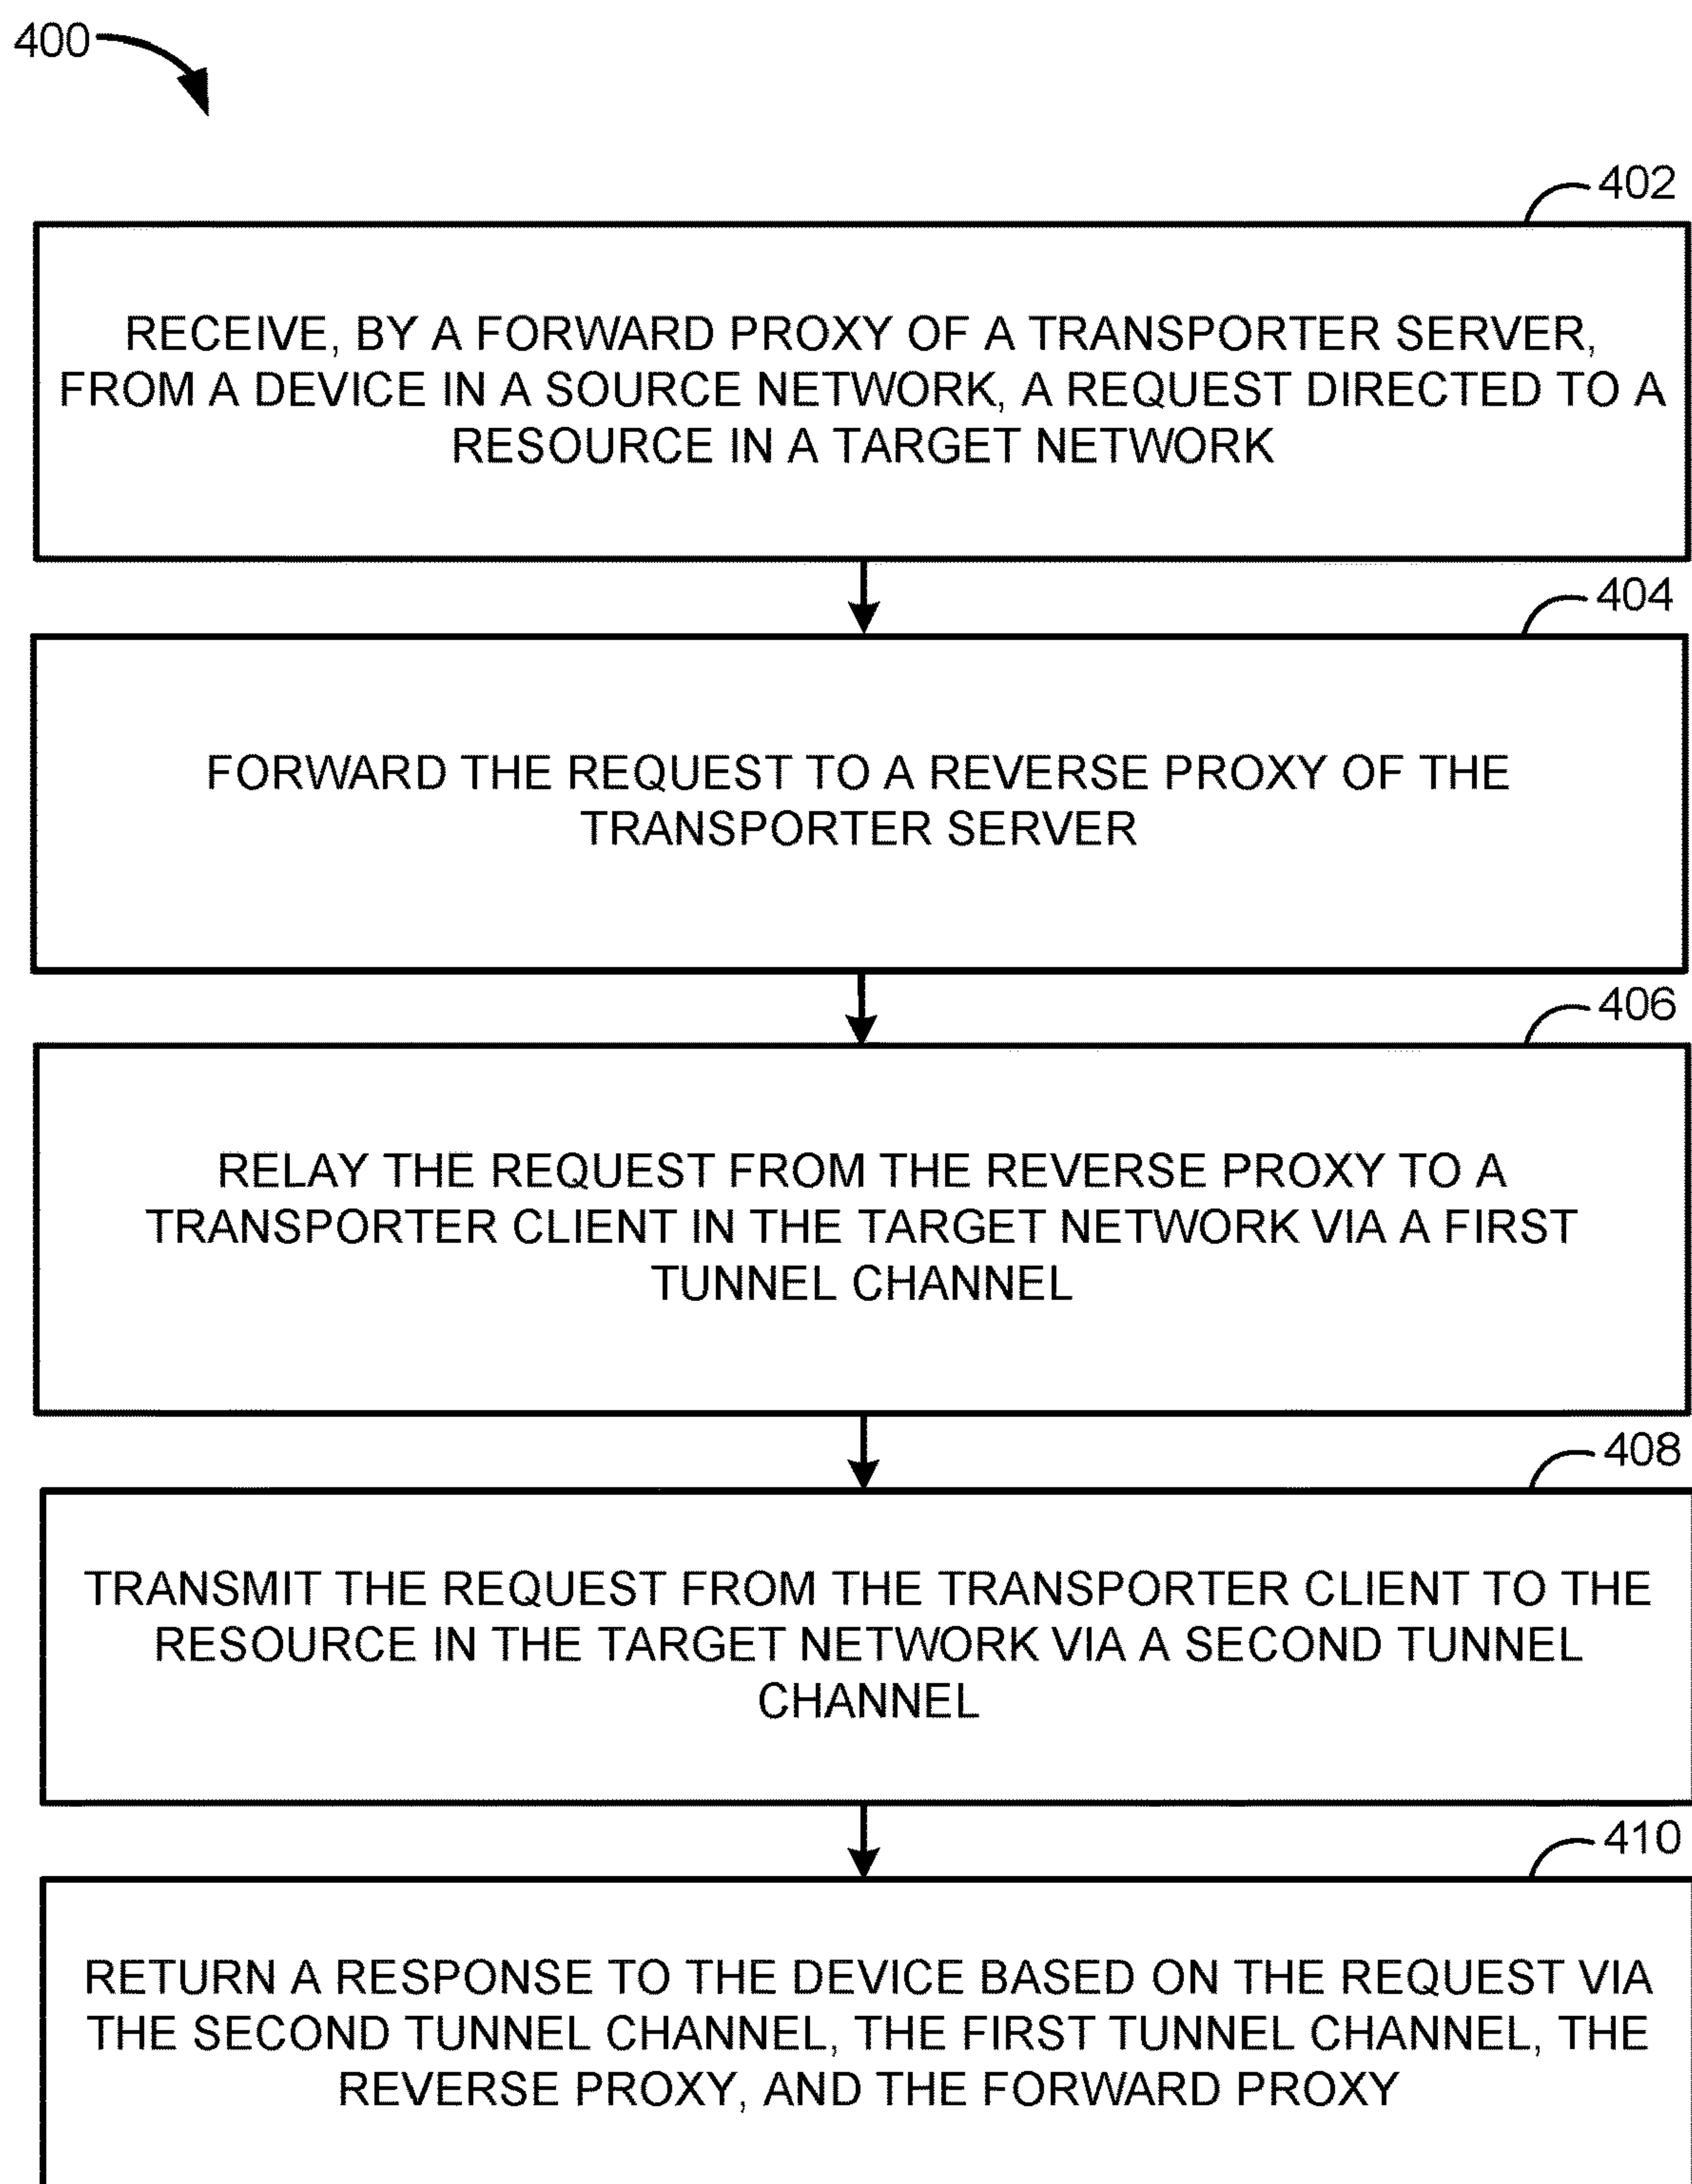 400
402
RECEIVE, BY A FORWARD PROXY OF A TRANSPORTER SERVER,
FROM A DEVICE IN A SOURCE NETWORK, A REQUEST DIRECTED TO A
RESOURCE IN A TARGET NETWORK
404
FORWARD THE REQUEST TO A REVERSE PROXY OF THE
TRANSPORTER SERVER
406
RELAY THE REQUEST FROM THE REVERSE PROXY TO A
TRANSPORTER CLIENT IN THE TARGET NETWORK VIA A FIRST
TUNNEL CHANNEL
408
TRANSMIT THE REQUEST FROM THE TRANSPORTER CLIENT TO THE
RESOURCE IN THE TARGET NETWORK VIA A SECOND TUNNEL
CHANNEL
410
RETURN A RESPONSE TO THE DEVICE BASED ON THE REQUEST VIA
THE SECOND TUNNEL CHANNEL, THE FIRST TUNNEL CHANNEL, THE
REVERSE PROXY, AND THE FORWARD PROXY